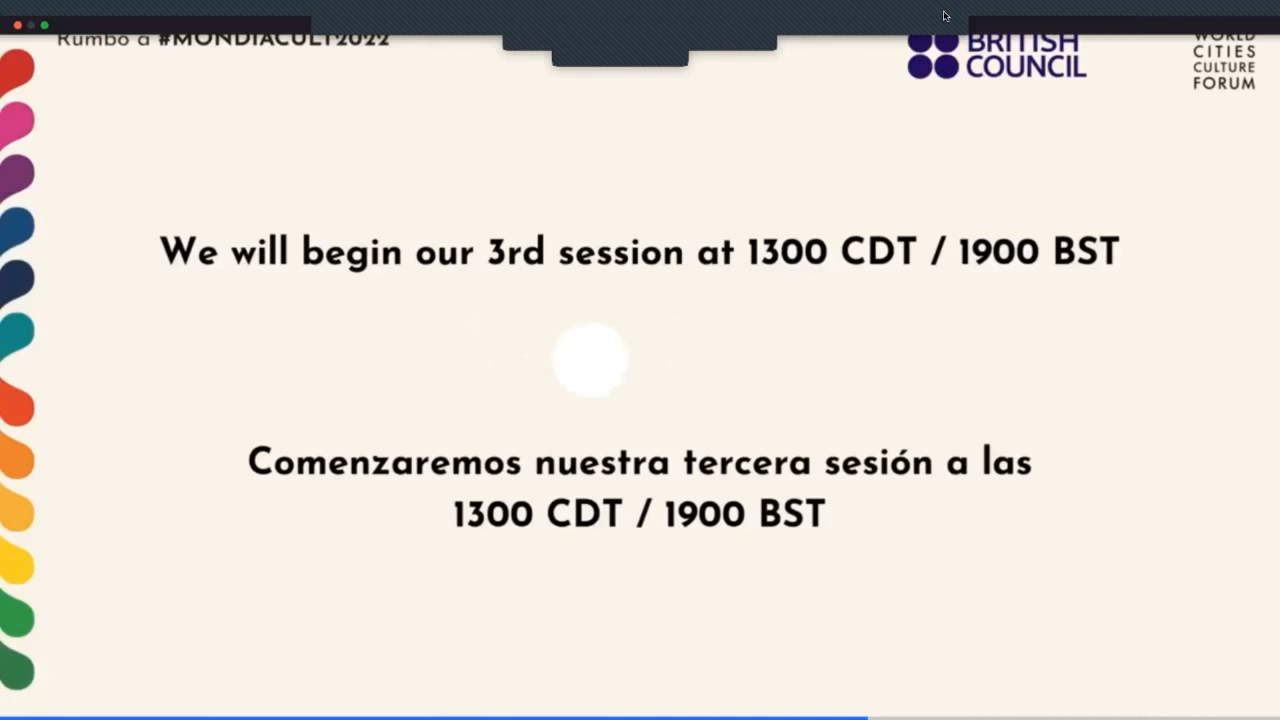 Rumbo a #MONDIACULT2022
BRITISH
COUNCIL
WORLD
CITIES
CULTURE
FORUM
We will begin our 3rd session at 1300 CDT / 1900 BST
Comenzaremos nuestra tercera sesión a las
1300 CDT / 1900 BST